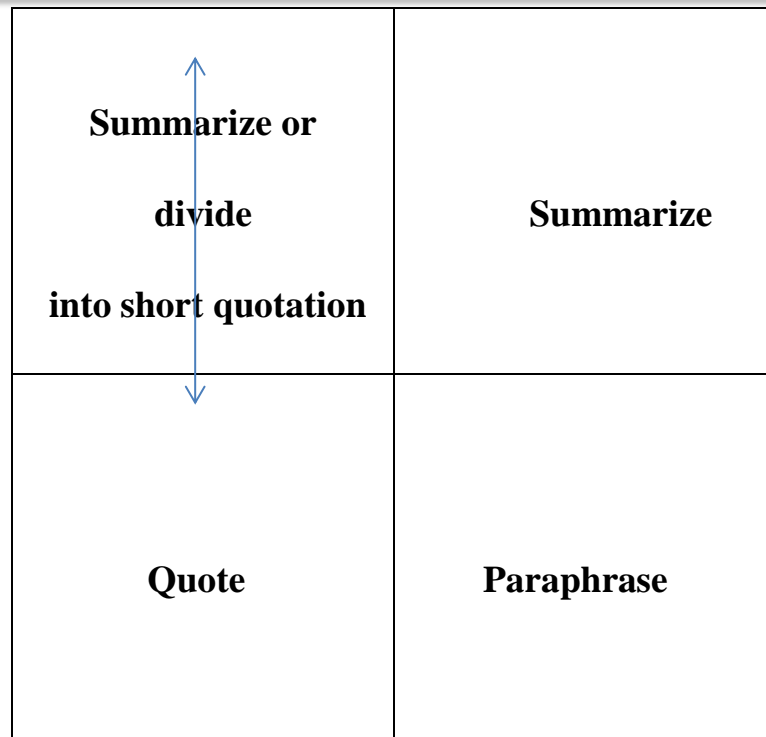 Summarize or
divide
into short quotation
Summarize
Quote
Paraphrase